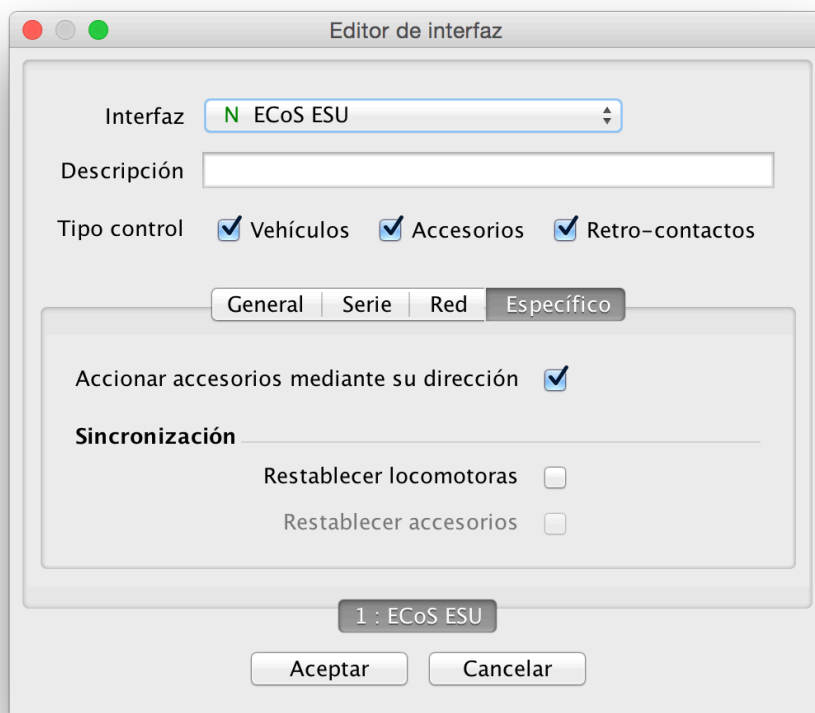 Editor de interfaz
Interfaz N ECoS ESU
Descripción
Tipo control Vehículos Accesorios Retro-contactos
General Serie Red Específico
Accionar accesorios mediante su dirección
Sincronización
Restablecer locomotoras
Restablecer accesorios
1 : ECoS ESU
Aceptar Cancelar